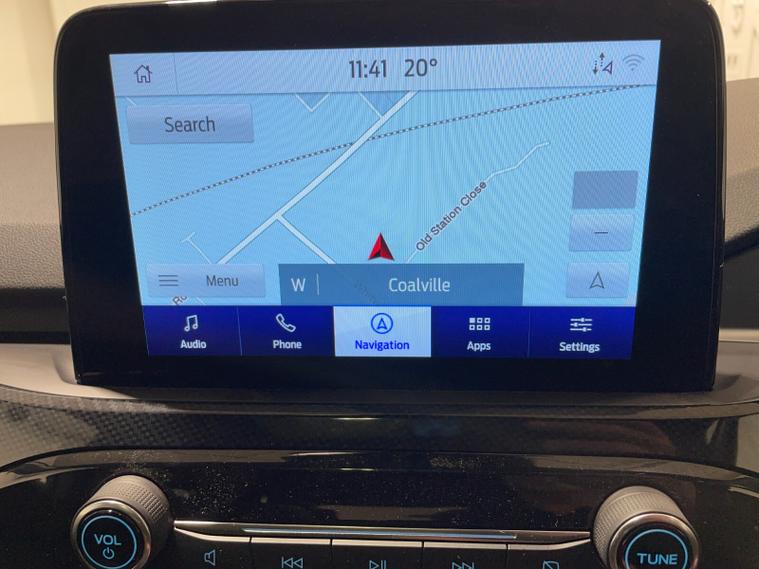 11:41 20°
Search
Old Station Close
Menu
W
Coalville
Audio
Phone
Navigation
Apps
Settings
VOL
TUNE